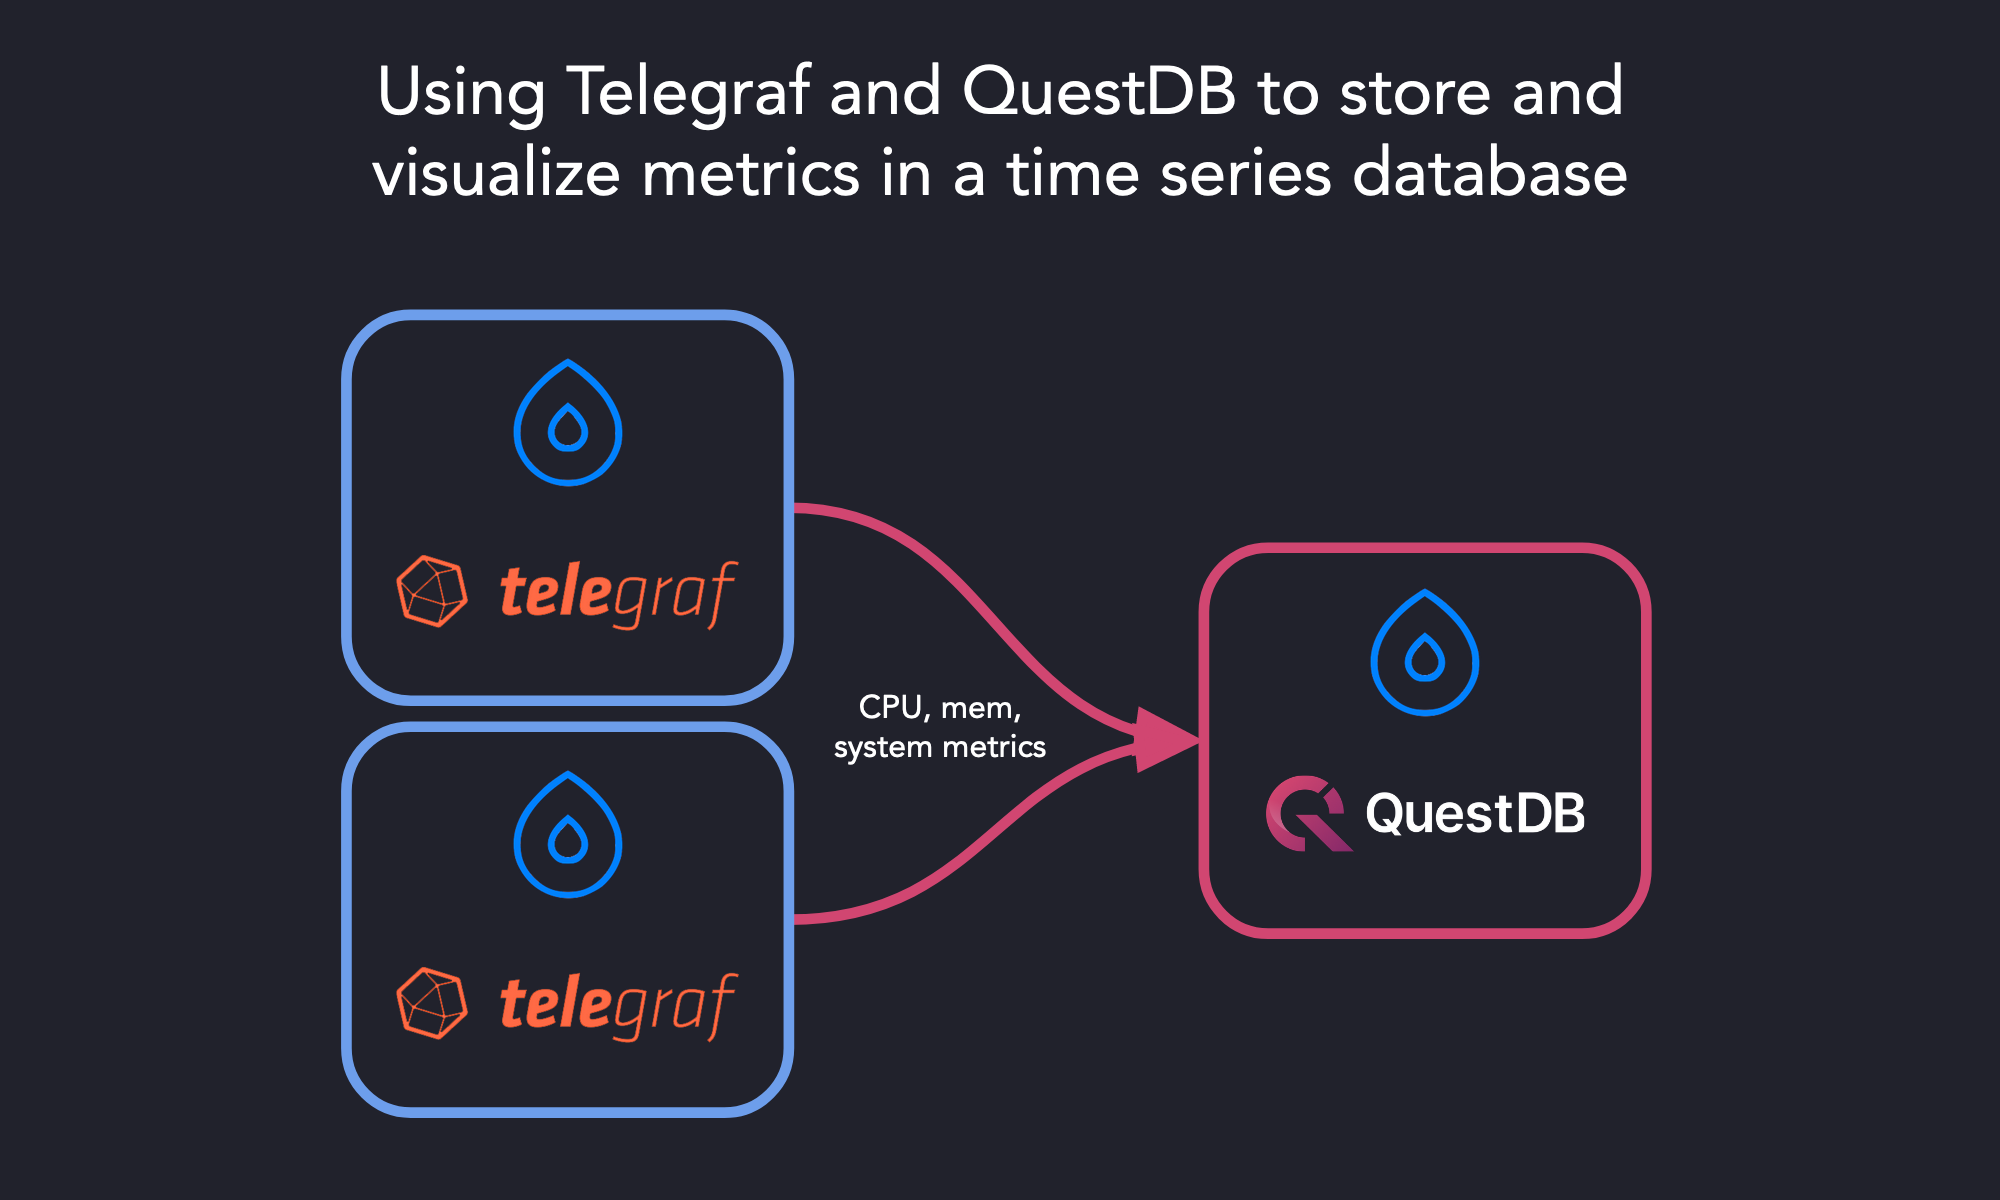 Using Telegraf and QuestDB to store and
visualize metrics in a time series database
telegraf
CPU, mem,
system metrics
QuestDB
telegraf